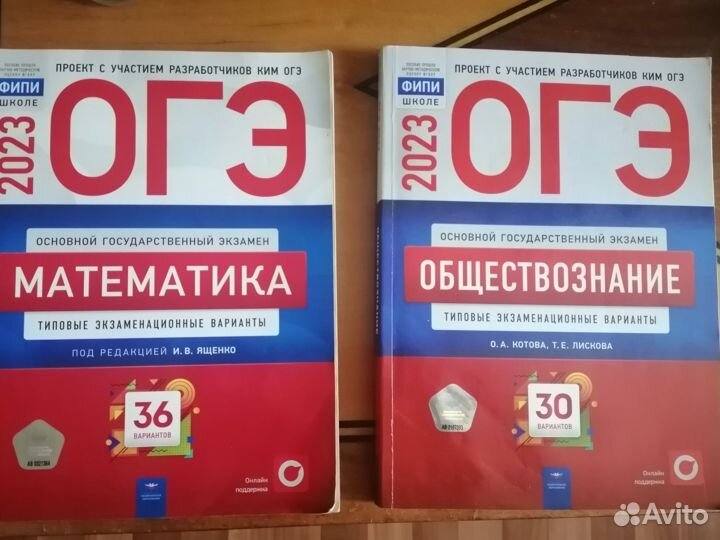 ПРОЕКТ С УЧАСТИЕМ РАЗРАБОТЧИКОВ КИМ ОГЭ
ФИПИ
ШКОЛЕ
2023
ОГЭ
ОСНОВНОЙ ГОСУДАРСТВЕННЫЙ ЭКЗАМЕН
МАТЕМАТИКА
ТИПОВЫЕ ЭКЗАМЕНАЦИОННЫЕ ВАРИАНТЫ
ПОД РЕДАКЦИЕЙ И.В. ЯЩЕНКО
36
ВАРИАНТОВ
Онлайн
поддержка
ПРОЕКТ С УЧАСТИЕМ РАЗРАБОТЧИКОВ КИМ ОГЭ
ФИПИ
ШКОЛЕ
2023
ОГЭ
ОБЩЕСТВОЗНАНИЕ
ОСНОВНОЙ ГОСУДАРСТВЕННЫЙ ЭКЗАМЕН
ОБЩЕСТВОЗНАНИЕ
ТИПОВЫЕ ЭКЗАМЕНАЦИОННЫЕ ВАРИАНТЫ
О.А. КОТОВА, Т.Е. ЛИСКОВА
30
ВАРИАНТОВ
Онлайн
поддержка
Avito